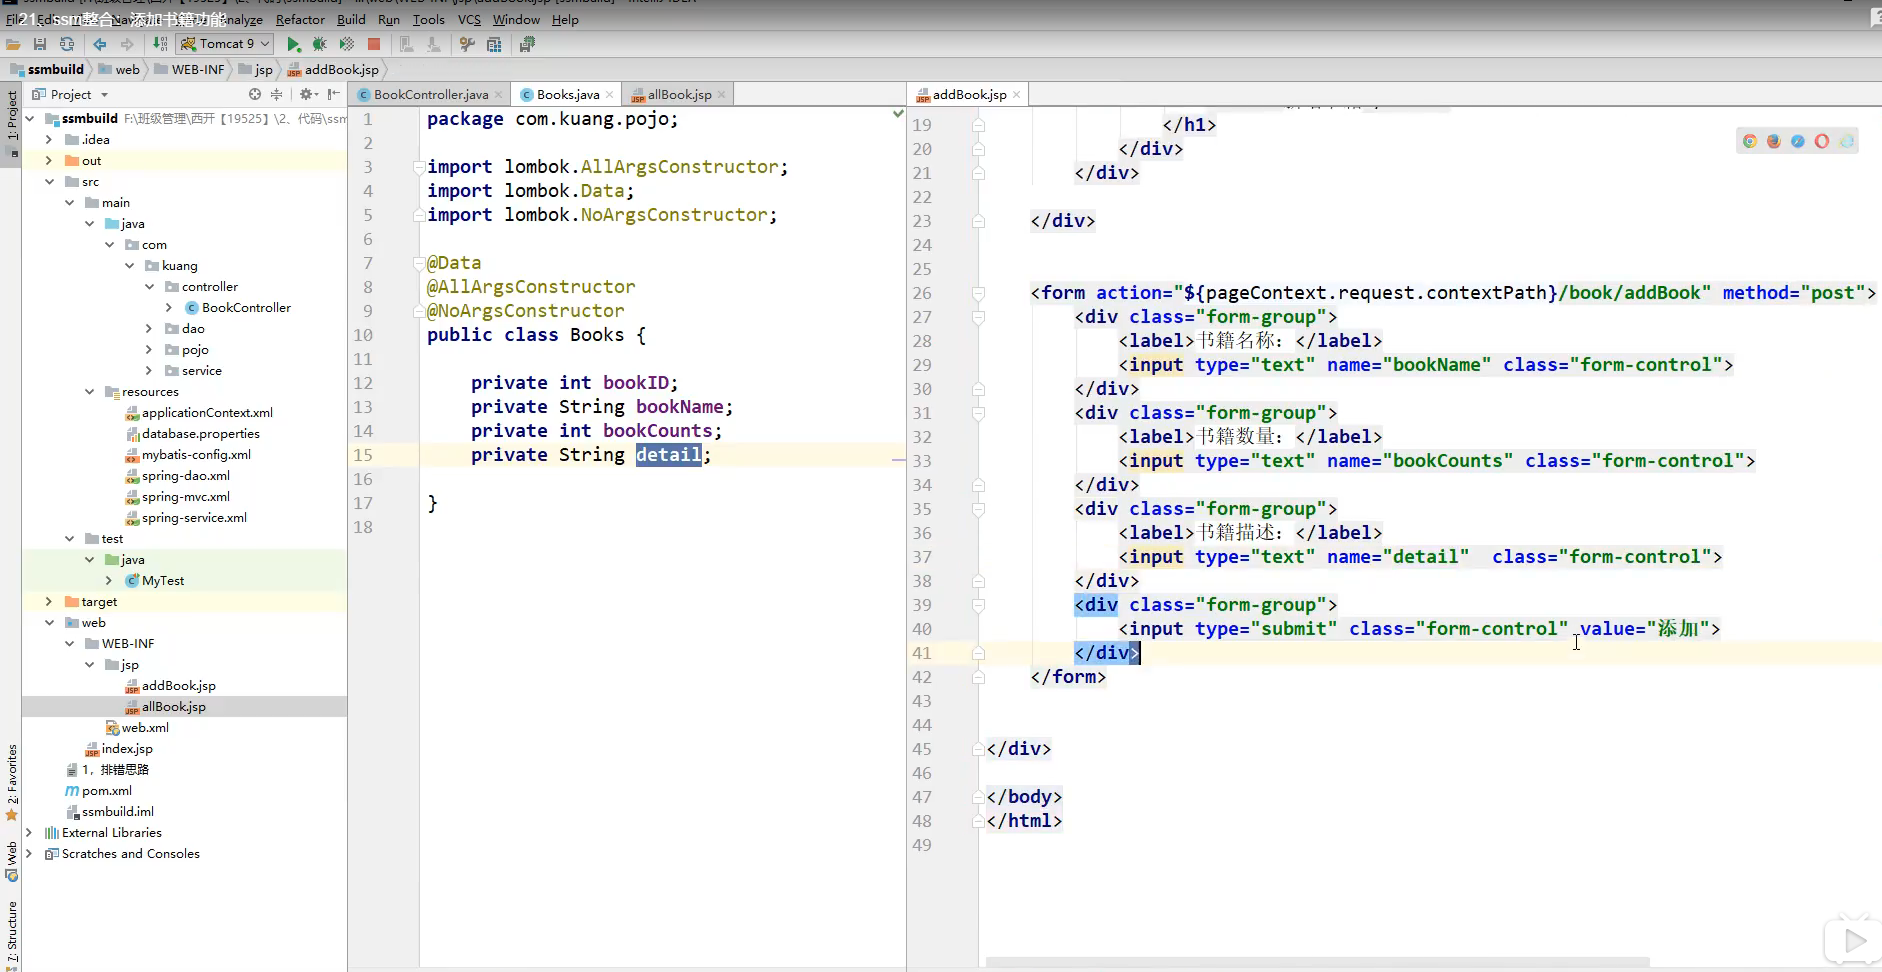 21、ssm整合：添加书籍功能
Analyze Refactor Build Run Tools VCS Window Help
Tomcat 9
ssmbuild web WEB-INF jsp addBook.jsp
1: Project
2: Favorites
Web
7: Structure
Project
ssmbuild F:\班级管理\西开【19525】\2、代码\ssm
.idea
out
src
main
java
com
kuang
controller
BookController
dao
pojo
service
resources
applicationContext.xml
database.properties
mybatis-config.xml
spring-dao.xml
spring-mvc.xml
spring-service.xml
test
java
MyTest
target
web
WEB-INF
jsp
addBook.jsp
allBook.jsp
web.xml
index.jsp
1，排错思路
pom.xml
ssmbuild.iml
External Libraries
Scratches and Consoles
BookController.java Books.java allBook.jsp
1 package com.kuang.pojo;
2
3 import lombok.AllArgsConstructor;
4 import lombok.Data;
5 import lombok.NoArgsConstructor;
6
7 @Data
8 @AllArgsConstructor
9 @NoArgsConstructor
10 public class Books {
11
12 private int bookID;
13 private String bookName;
14 private int bookCounts;
15 private String detail;
16
17 }
18
addBook.jsp
19 </h1>
20 </div>
21 </div>
22
23 </div>
24
25
26 <form action="${pageContext.request.contextPath}/book/addBook" method="post">
27 <div class="form-group">
28 <label>书籍名称：</label>
29 <input type="text" name="bookName" class="form-control">
30 </div>
31 <div class="form-group">
32 <label>书籍数量：</label>
33 <input type="text" name="bookCounts" class="form-control">
34 </div>
35 <div class="form-group">
36 <label>书籍描述：</label>
37 <input type="text" name="detail"  class="form-control">
38 </div>
39 <div class="form-group">
40 <input type="submit" class="form-control" value="添加">
41 </div>
42 </form>
43
44
45 </div>
46
47 </body>
48 </html>
49